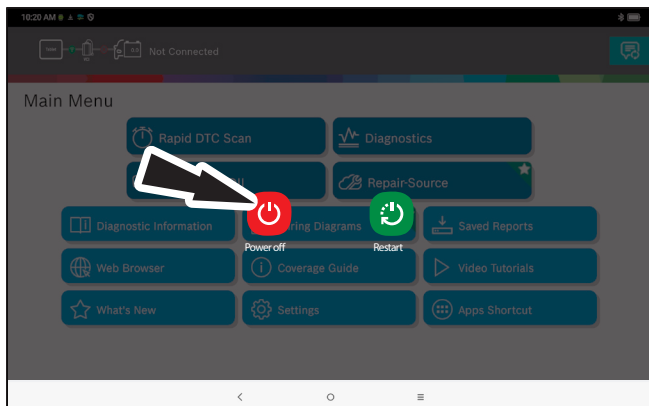 10:20 AM
Not Connected
Main Menu
Rapid DTC Scan
Diagnostics
Repair-Source
Diagnostic Information
ring Diagrams
Saved Reports
Power off
Restart
Web Browser
Coverage Guide
Video Tutorials
What's New
Settings
Apps Shortcut